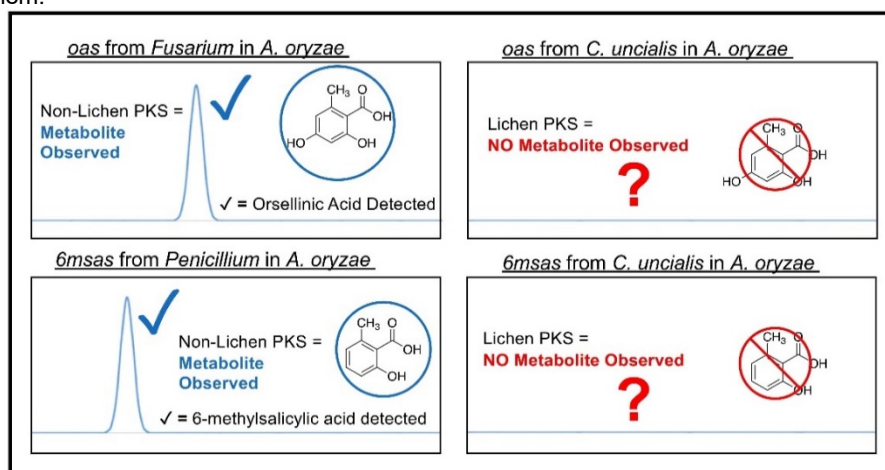 oas from Fusarium in A. oryzae
Non-Lichen PKS =
Metabolite
Observed
CH₃ O
OH
HO OH
✓ = Orsellinic Acid Detected
oas from C. uncialis in A. oryzae
Lichen PKS =
NO Metabolite Observed
?
CH₃ O
OH
HO OH
6msas from Penicillium in A. oryzae
Non-Lichen PKS =
Metabolite
Observed
CH₃ O
OH
OH
✓ = 6-methylsalicylic acid detected
6msas from C. uncialis in A. oryzae
Lichen PKS =
NO Metabolite Observed
?
CH₃ O
OH
OH